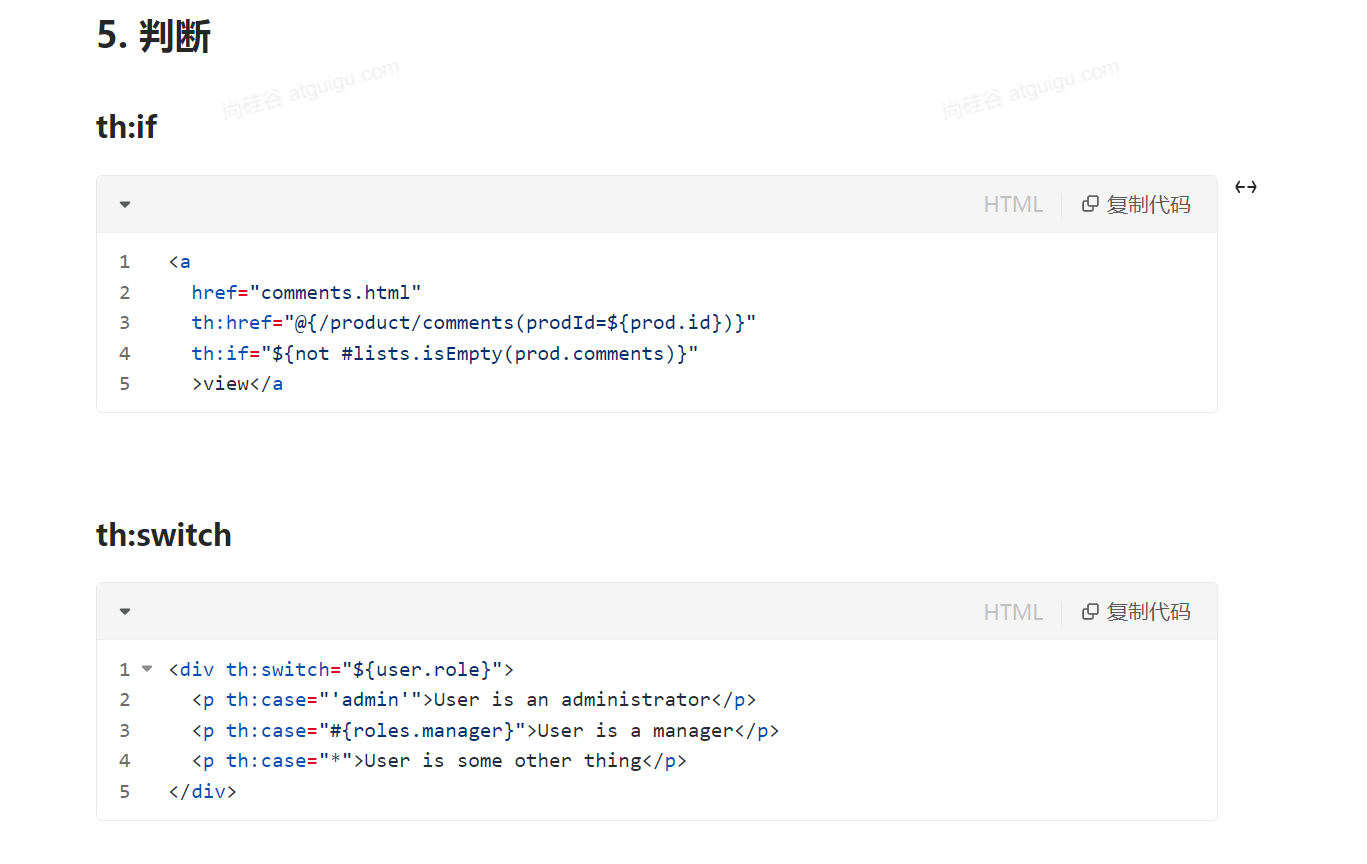 5. 判断
尚硅谷 atguigu.com
尚硅谷 atguigu.com
th:if
HTML
复制代码
1 <a
2 href="comments.html"
3 th:href="@{/product/comments(prodId=${prod.id})}"
4 th:if="${not #lists.isEmpty(prod.comments)}"
5 >view</a
th:switch
HTML
复制代码
1 <div th:switch="${user.role}">
2 <p th:case="'admin'">User is an administrator</p>
3 <p th:case="#{roles.manager}">User is a manager</p>
4 <p th:case="*">User is some other thing</p>
5 </div>